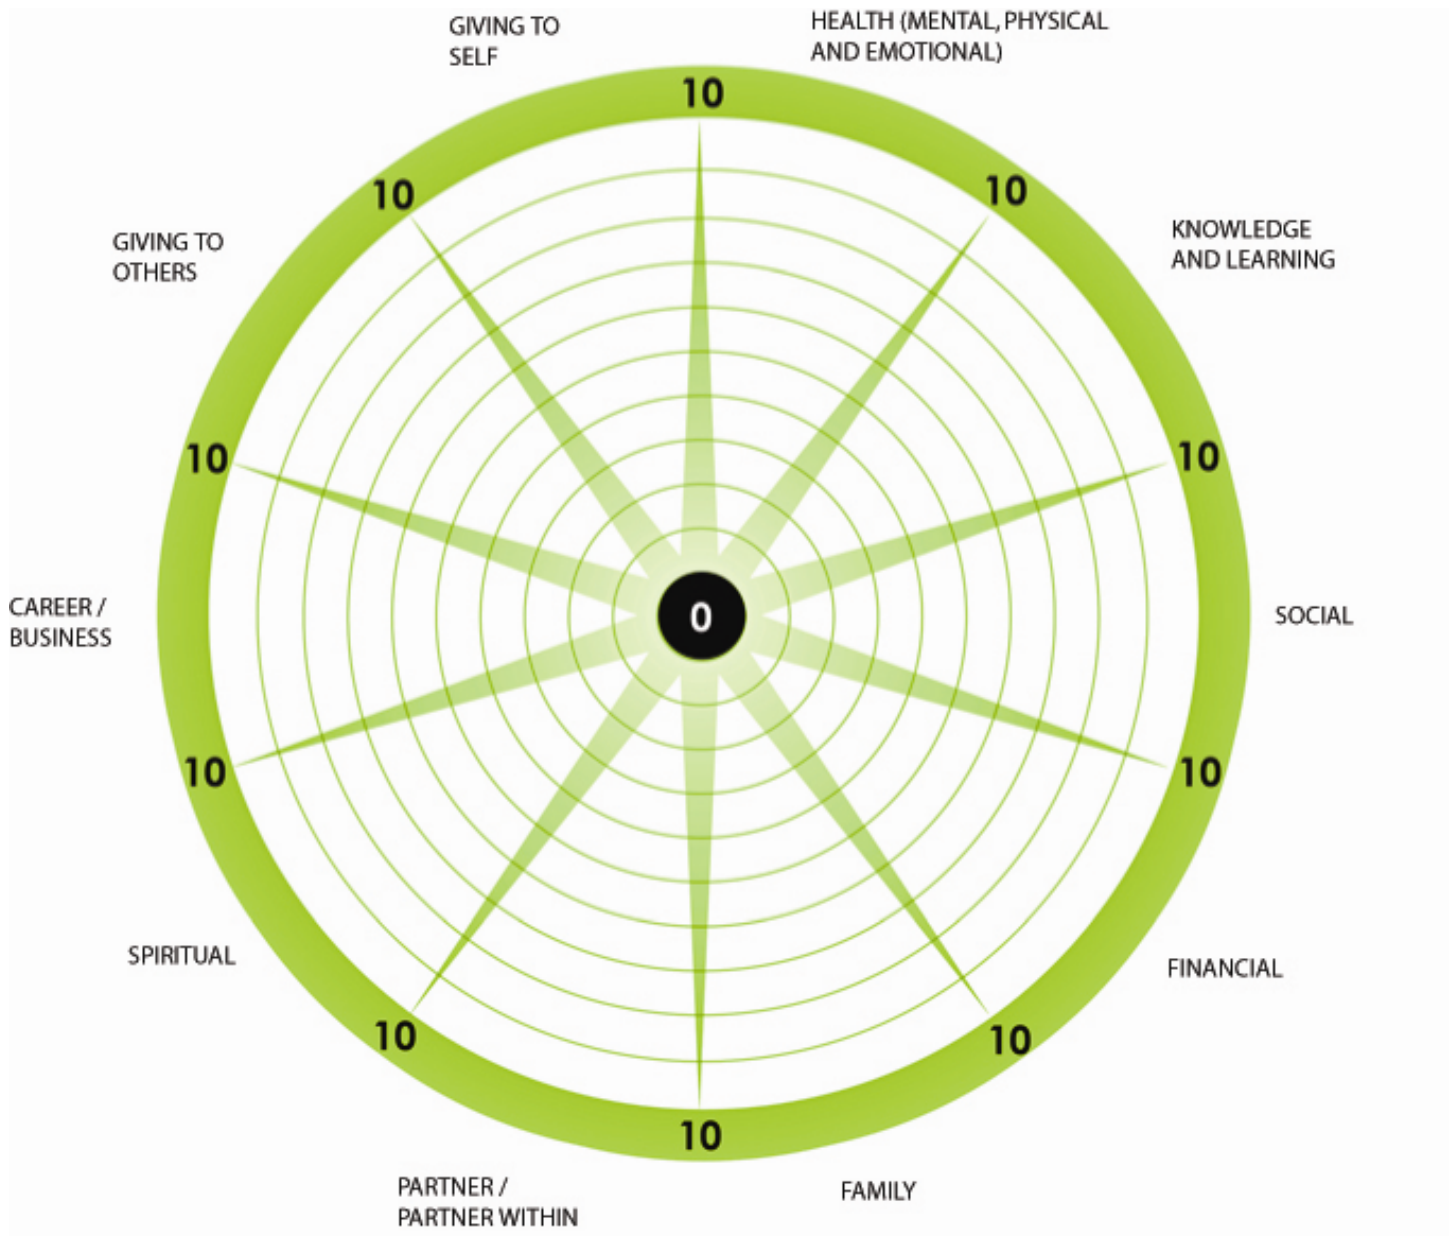 GIVING TO
SELF
HEALTH (MENTAL, PHYSICAL
AND EMOTIONAL)
10
10
10
GIVING TO
OTHERS
KNOWLEDGE
AND LEARNING
10
10
CAREER /
BUSINESS
0
SOCIAL
10
10
SPIRITUAL
FINANCIAL
10
10
10
PARTNER /
PARTNER WITHIN
FAMILY